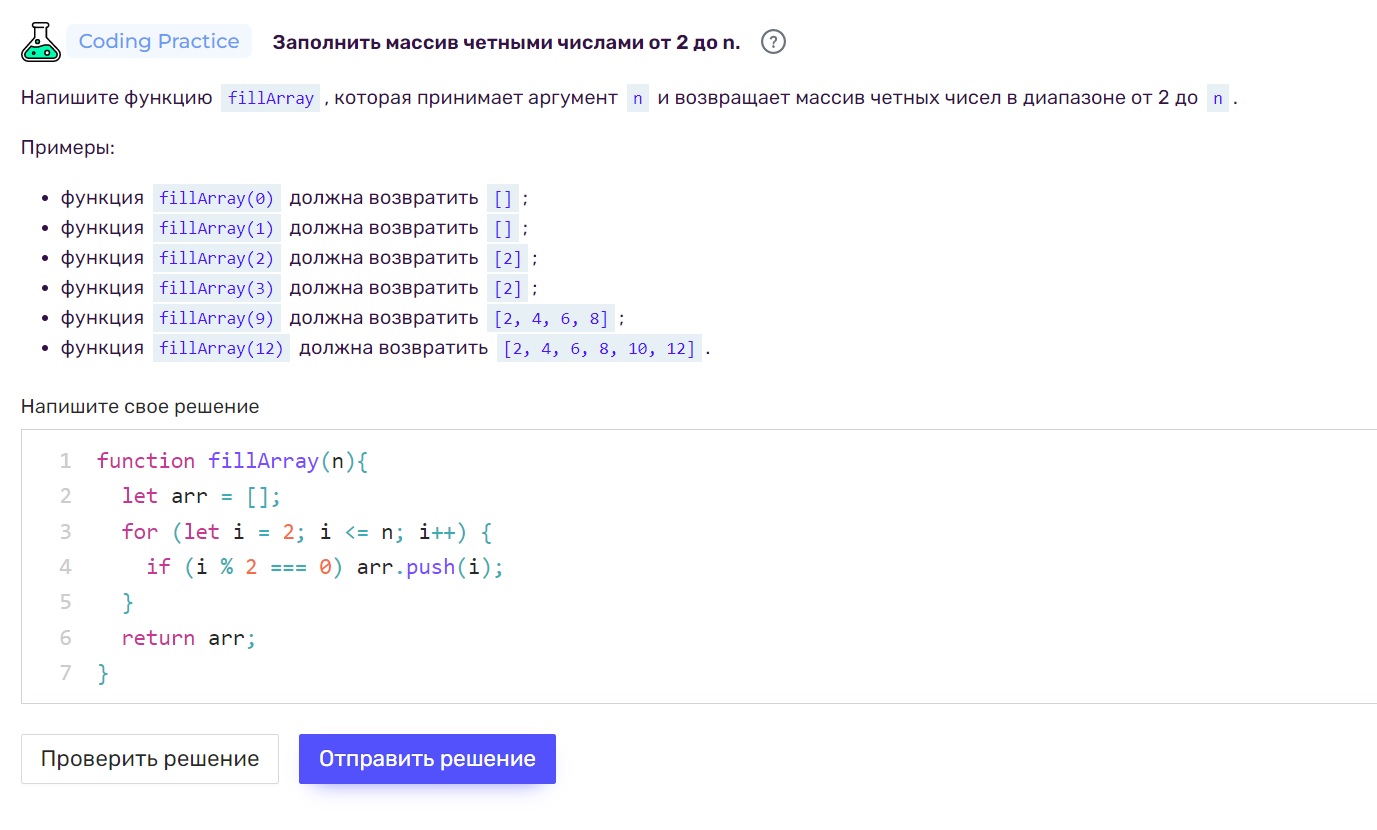 Coding Practice Заполнить массив четными числами от 2 до n. ?
Напишите функцию fillArray , которая принимает аргумент n и возвращает массив четных чисел в диапазоне от 2 до n .
Примеры:
• функция fillArray(0) должна возвратить [] ;
• функция fillArray(1) должна возвратить [] ;
• функция fillArray(2) должна возвратить [2] ;
• функция fillArray(3) должна возвратить [2] ;
• функция fillArray(9) должна возвратить [2, 4, 6, 8] ;
• функция fillArray(12) должна возвратить [2, 4, 6, 8, 10, 12] .
Напишите свое решение
1 function fillArray(n){
2 let arr = [];
3 for (let i = 2; i <= n; i++) {
4 if (i % 2 === 0) arr.push(i);
5 }
6 return arr;
7 }
Проверить решение Отправить решение